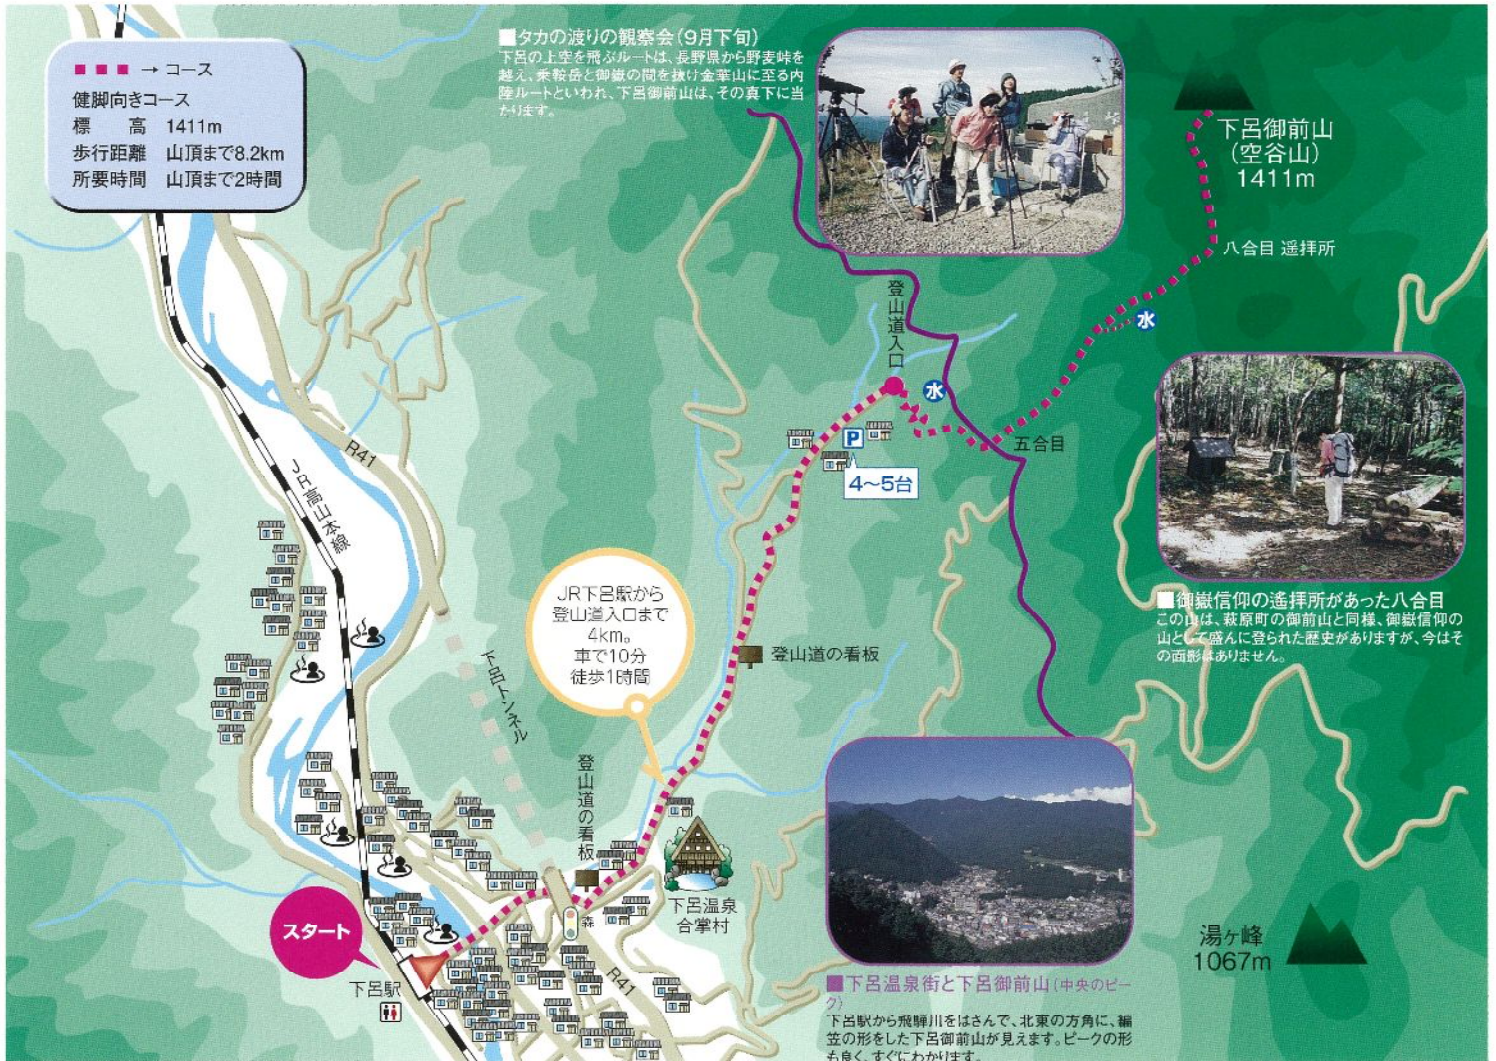 → コース
健脚向きコース
標　高　1411m
歩行距離　山頂まで8.2km
所要時間　山頂まで2時間
■タカの渡りの観察会(9月下旬)
下呂の上空を飛ぶルートは、長野県から野麦峠を
越え、乗鞍岳と御嶽の間を抜け金華山に至る内
陸ルートといわれ、下呂御前山は、その真下に当
たります。
下呂御前山
(空谷山)
1411m
八合目 遥拝所
水
登山道入口
水
五合目
P
4〜5台
R41
JR高山本線
■御嶽信仰の遙拝所があった八合目
この山は、萩原町の御前山と同様、御嶽信仰の
山として盛んに登られた歴史がありますが、今はそ
の面影はありません。
JR下呂駅から
登山道入口まで
4km。
車で10分
徒歩1時間
登山道の看板
下呂トンネル
登山道の看板
森
下呂温泉
合掌村
スタート
下呂駅
R41
湯ヶ峰
1067m
■下呂温泉街と下呂御前山(中央のピー
ク)
下呂駅から飛騨川をはさんで、北東の方角に、編
笠の形をした下呂御前山が見えます。ピークの形
も良く、すぐにわかります。